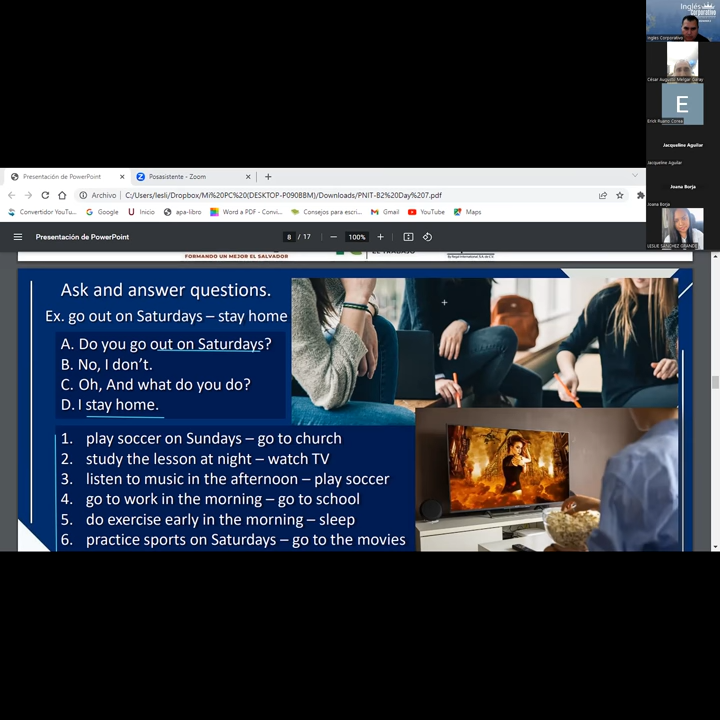 Inglés
Corporativo
Inglés Corporativo
César Augusto Melgar Garay
E
Erick Ruano Corea
Jacqueline Aguilar
Jacqueline Aguilar
Joana Borja
Joana Borja
LESLIE SANCHEZ GRANDE
Presentación de PowerPoint
Posasistente - Zoom
Archivo
C:/Users/lesli/Dropbox/Mi%20PC%20(DESKTOP-P090BBM)/Downloads/PNIT-B2%20Day%207.pdf
Convertidor YouTu...
Google
Inicio
apa-libro
Word a PDF - Convi...
Consejos para escri...
Gmail
YouTube
Maps
Presentación de PowerPoint
8 / 17
100%
FORMANDO UN MEJOR EL SALVADOR
Ask and answer questions.
Ex. go out on Saturdays – stay home
A. Do you go out on Saturdays?
B. No, I don't.
C. Oh, And what do you do?
D. I stay home.
1. play soccer on Sundays – go to church
2. study the lesson at night – watch TV
3. listen to music in the afternoon – play soccer
4. go to work in the morning – go to school
5. do exercise early in the morning – sleep
6. practice sports on Saturdays – go to the movies